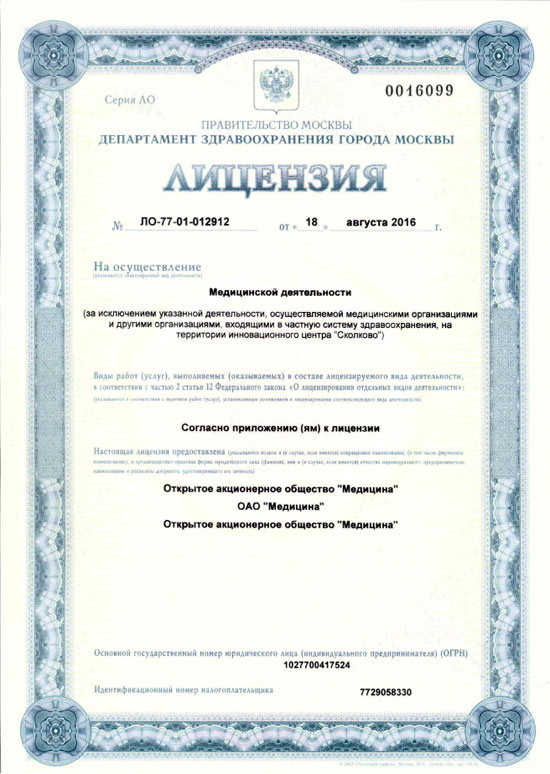 Серия ЛО
0016099
ПРАВИТЕЛЬСТВО МОСКВЫ
ДЕПАРТАМЕНТ ЗДРАВООХРАНЕНИЯ ГОРОДА МОСКВЫ
ЛИЦЕНЗИЯ
№ ЛО-77-01-012912 от « 18 » августа 2016 г.
На осуществление
(указывается лицензируемый вид деятельности)
Медицинской деятельности
(за исключением указанной деятельности, осуществляемой медицинскими организациями
и другими организациями, входящими в частную систему здравоохранения, на
территории инновационного центра "Сколково")
Виды работ (услуг), выполняемых (оказываемых) в составе лицензируемого вида деятельности,
в соответствии с частью 2 статьи 12 Федерального закона «О лицензировании отдельных видов деятельности»:
(указываются в соответствии с перечнем работ (услуг), установленным положением о лицензировании соответствующего вида деятельности)
Согласно приложению (ям) к лицензии
Настоящая лицензия предоставлена (указываются полное и (в случае, если имеется) сокращенное наименование, (в том числе фирменное
наименование), и организационно-правовая форма юридического лица (фамилия, имя и (в случае, если имеется) отчество индивидуального предпринимателя,
наименование и реквизиты документа, удостоверяющего его личность)
Открытое акционерное общество "Медицина"
ОАО "Медицина"
Открытое акционерное общество "Медицина"
Основной государственный номер юридического лица (индивидуального предпринимателя) (ОГРН)
1027700417524
Идентификационный номер налогоплательщика 7729058330